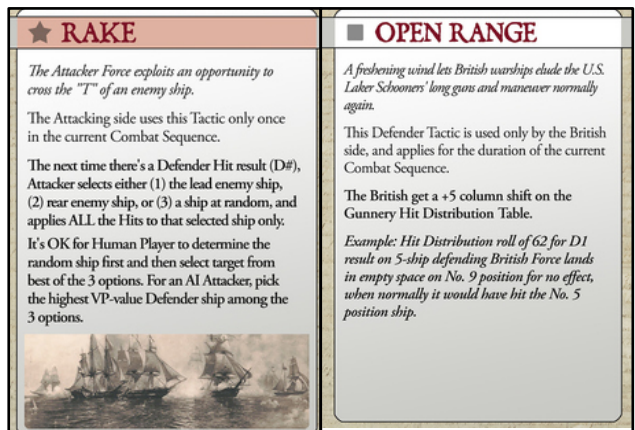 RAKE
The Attacker Force exploits an opportunity to
cross the "T" of an enemy ship.
The Attacking side uses this Tactic only once
in the current Combat Sequence.
The next time there's a Defender Hit result (D#),
Attacker selects either (1) the lead enemy ship,
(2) rear enemy ship, or (3) a ship at random, and
applies ALL the Hits to that selected ship only.
It's OK for Human Player to determine the
random ship first and then select target from
best of the 3 options. For an AI Attacker, pick
the highest VP-value Defender ship among the
3 options.
OPEN RANGE
A freshening wind lets British warships elude the U.S.
Laker Schooners' long guns and maneuver normally
again.
This Defender Tactic is used only by the British
side, and applies for the duration of the current
Combat Sequence.
The British get a +5 column shift on the
Gunnery Hit Distribution Table.
Example: Hit Distribution roll of 62 for D1
result on 5-ship defending British Force lands
in empty space on No. 9 position for no effect,
when normally it would have hit the No. 5
position ship.